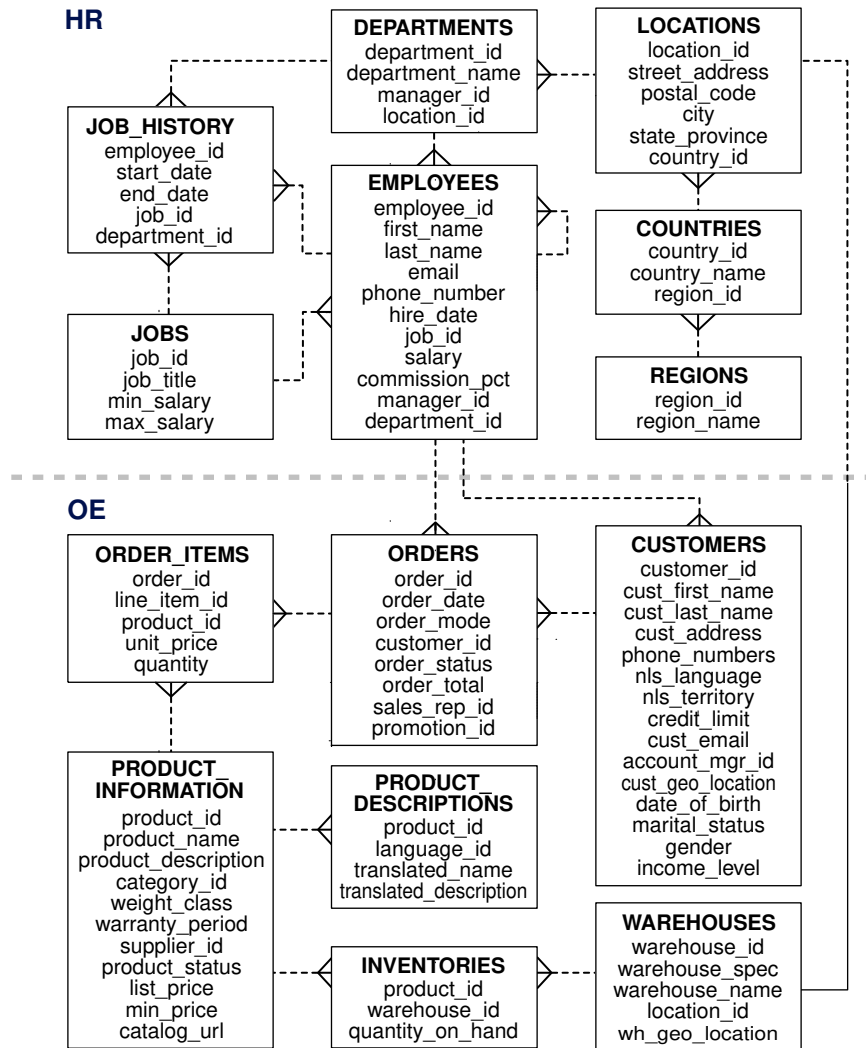 HR
DEPARTMENTS
department_id
department_name
manager_id
location_id
LOCATIONS
location_id
street_address
postal_code
city
state_province
country_id
JOB_HISTORY
employee_id
start_date
end_date
job_id
department_id
EMPLOYEES
employee_id
first_name
last_name
email
phone_number
hire_date
job_id
salary
commission_pct
manager_id
department_id
COUNTRIES
country_id
country_name
region_id
JOBS
job_id
job_title
min_salary
max_salary
REGIONS
region_id
region_name
OE
ORDER_ITEMS
order_id
line_item_id
product_id
unit_price
quantity
ORDERS
order_id
order_date
order_mode
customer_id
order_status
order_total
sales_rep_id
promotion_id
CUSTOMERS
customer_id
cust_first_name
cust_last_name
cust_address
phone_numbers
nls_language
nls_territory
credit_limit
cust_email
account_mgr_id
cust_geo_location
date_of_birth
marital_status
gender
income_level
PRODUCT_
INFORMATION
product_id
product_name
product_description
category_id
weight_class
warranty_period
supplier_id
product_status
list_price
min_price
catalog_url
PRODUCT_
DESCRIPTIONS
product_id
language_id
translated_name
translated_description
INVENTORIES
product_id
warehouse_id
quantity_on_hand
WAREHOUSES
warehouse_id
warehouse_spec
warehouse_name
location_id
wh_geo_location